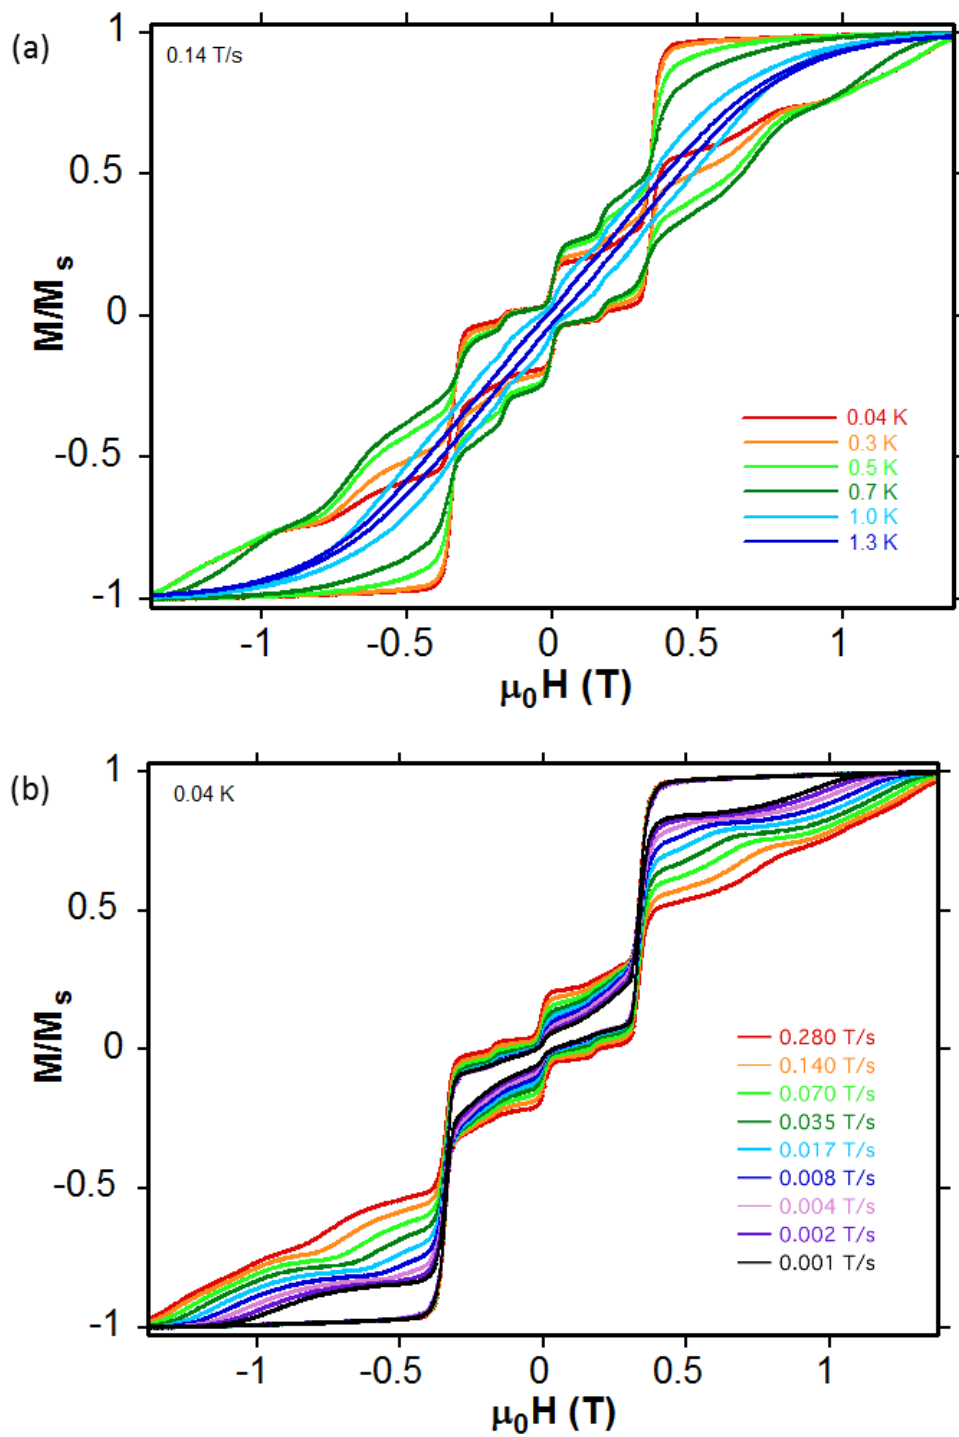 (a)
0.14 T/s
1
0.5
0
-0.5
-1
M/Ms
0.04 K
0.3 K
0.5 K
0.7 K
1.0 K
1.3 K
-1 -0.5 0 0.5 1
μ0H (T)
(b)
0.04 K
1
0.5
0
-0.5
-1
M/Ms
0.280 T/s
0.140 T/s
0.070 T/s
0.035 T/s
0.017 T/s
0.008 T/s
0.004 T/s
0.002 T/s
0.001 T/s
-1 -0.5 0 0.5 1
μ0H (T)